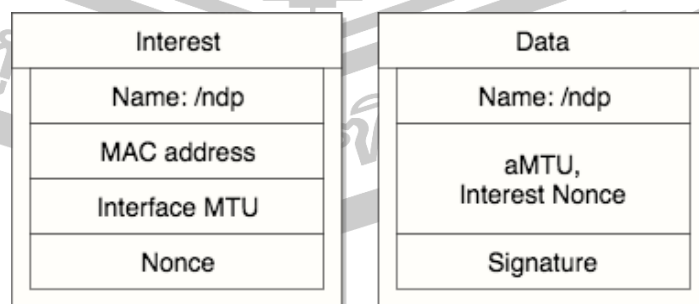 Interest
Name: /ndp
MAC address
Interface MTU
Nonce
Data
Name: /ndp
aMTU,
Interest Nonce
Signature